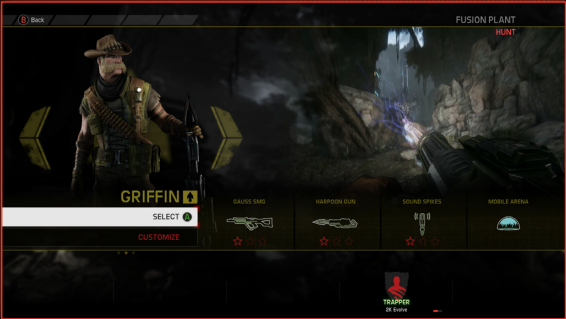 B Back
FUSION PLANT
HUNT
GRIFFIN
SELECT A
CUSTOMIZE
GAUSS SMG
HARPOON GUN
SOUND SPIKES
MOBILE ARENA
TRAPPER
2K Evolve